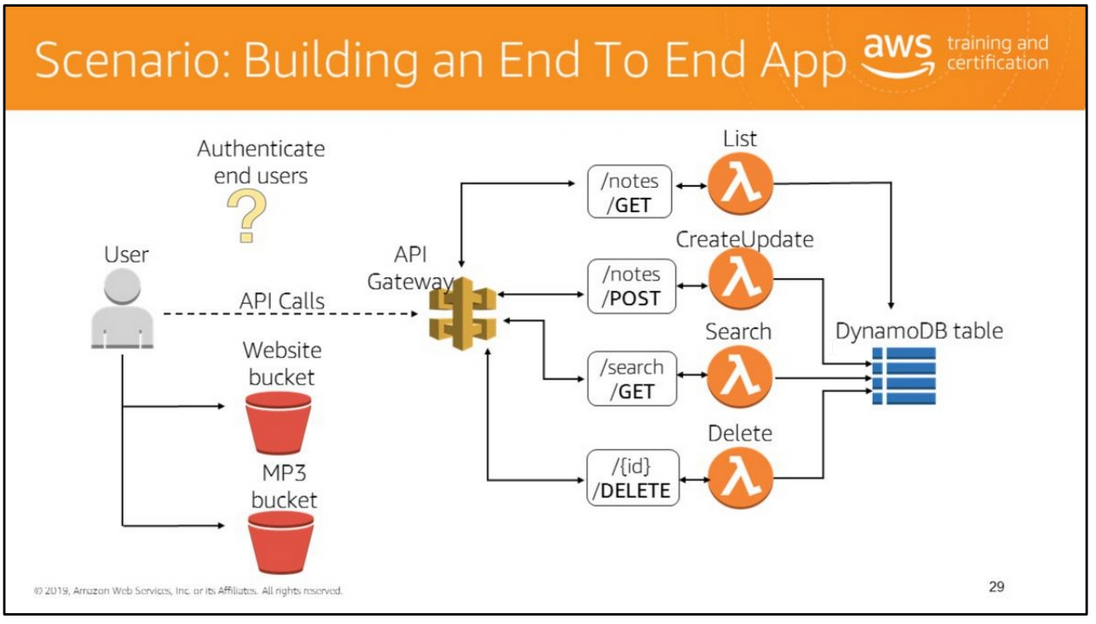 Scenario: Building an End To End App
aws training and
certification
Authenticate
end users
?
User
API Calls
Website
bucket
MP3
bucket
API
Gateway
List
/notes
/GET
CreateUpdate
/notes
/POST
Search
/search
/GET
Delete
/{id}
/DELETE
DynamoDB table
© 2019, Amazon Web Services, Inc. or its Affiliates. All rights reserved.
29